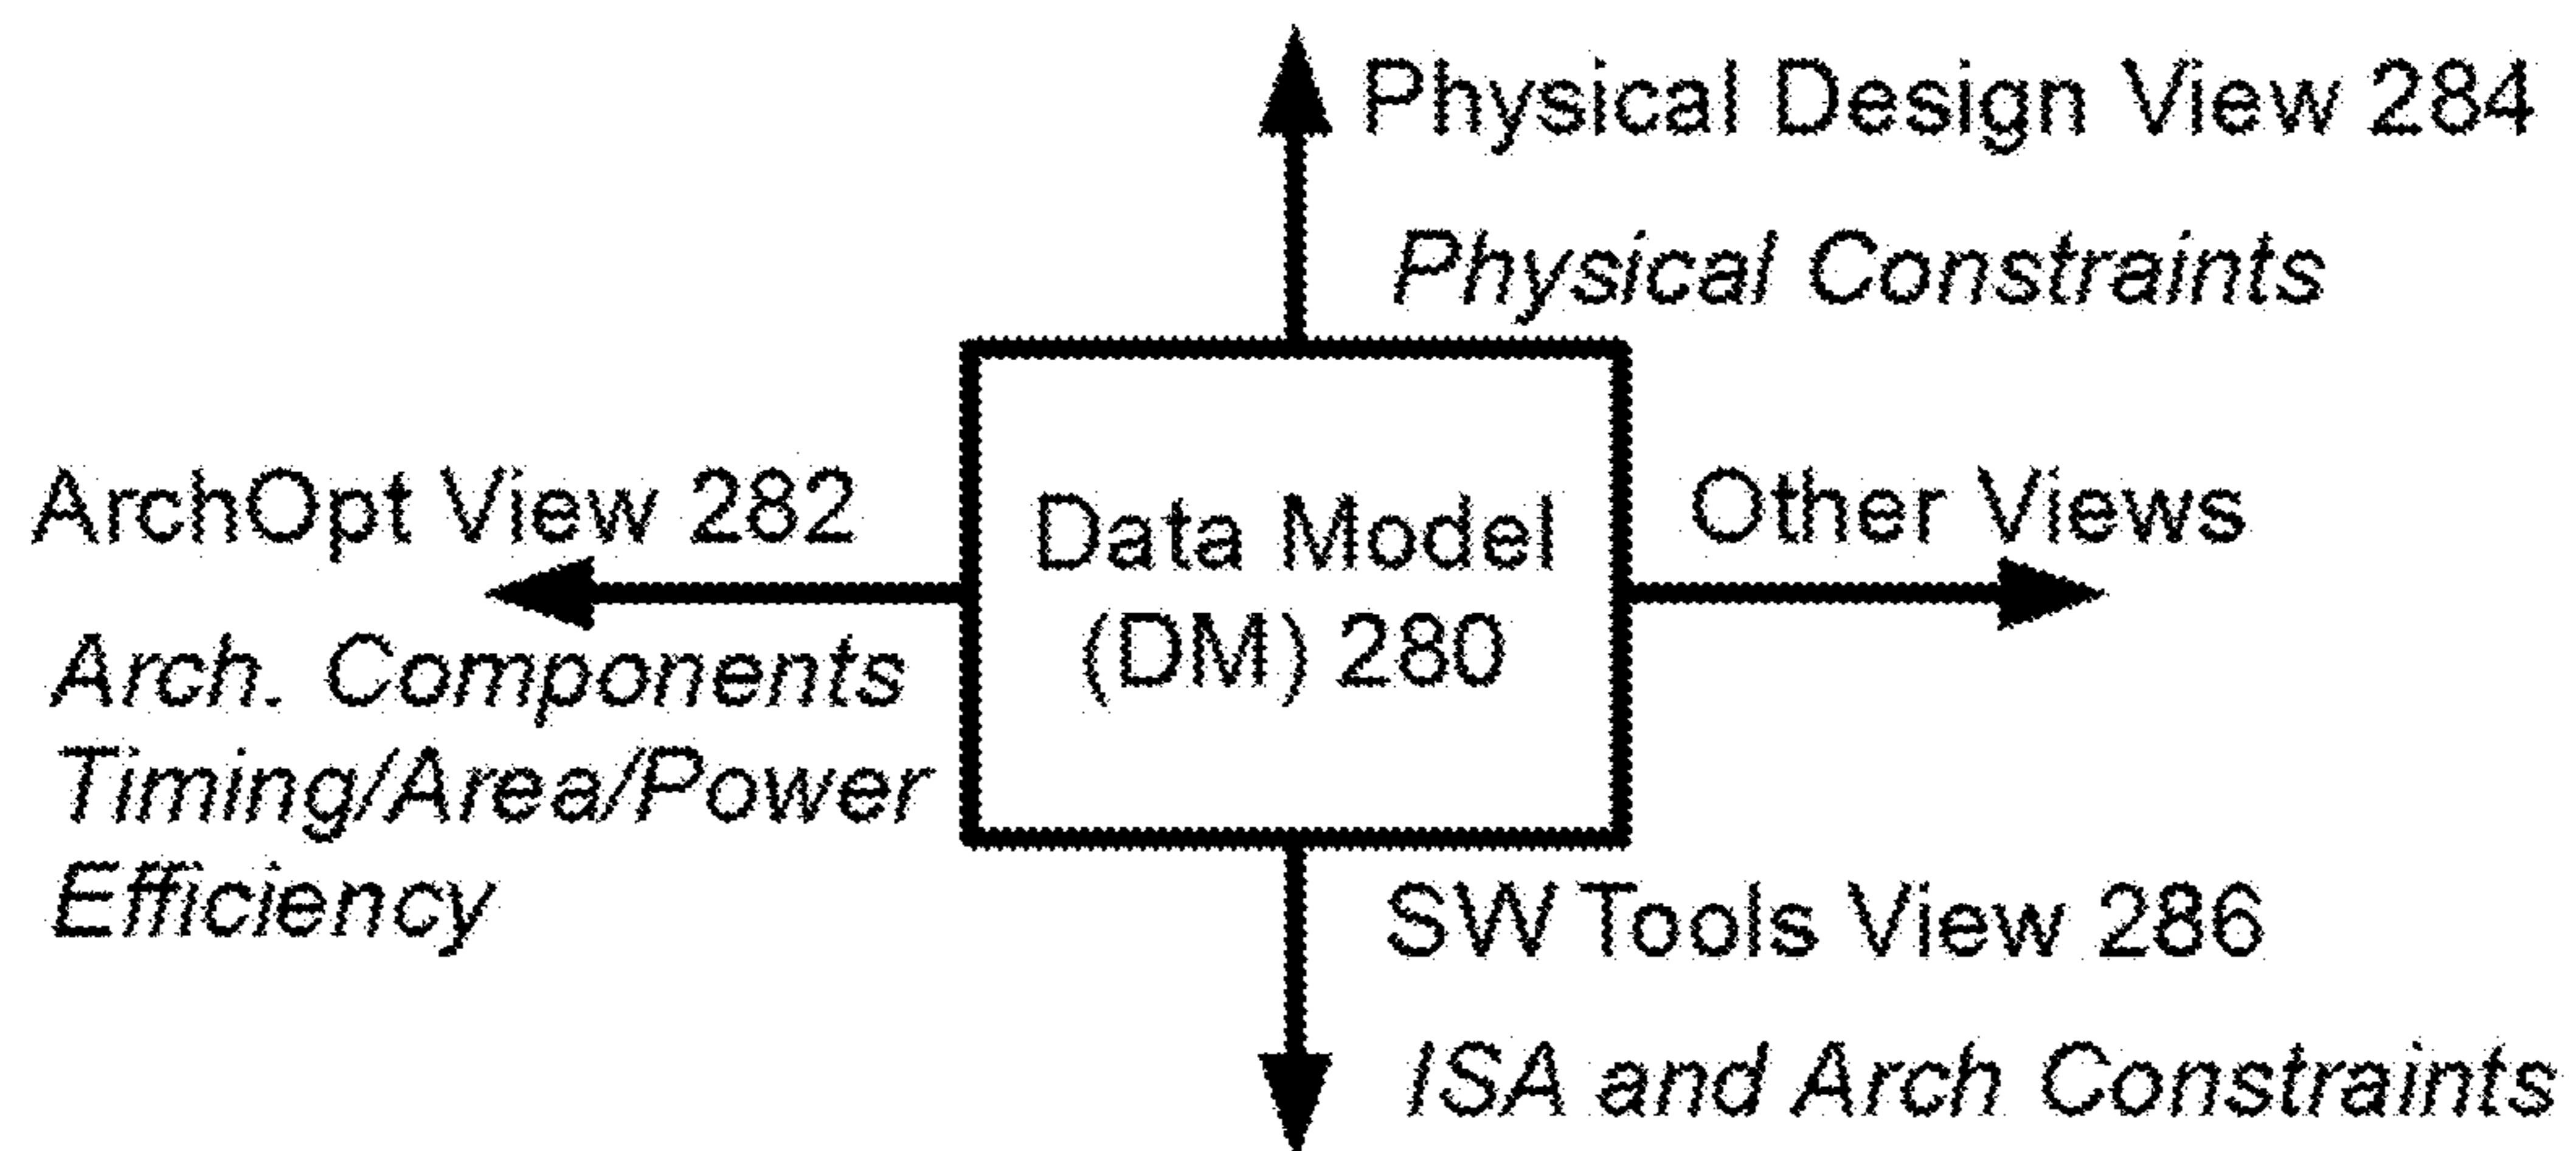 Physical Design View 284
Physical Constraints
ArchOpt View 282
Arch. Components
Timing/Area/Power
Efficiency
Data Model
(DM) 280
Other Views
SW Tools View 286
ISA and Arch Constraints